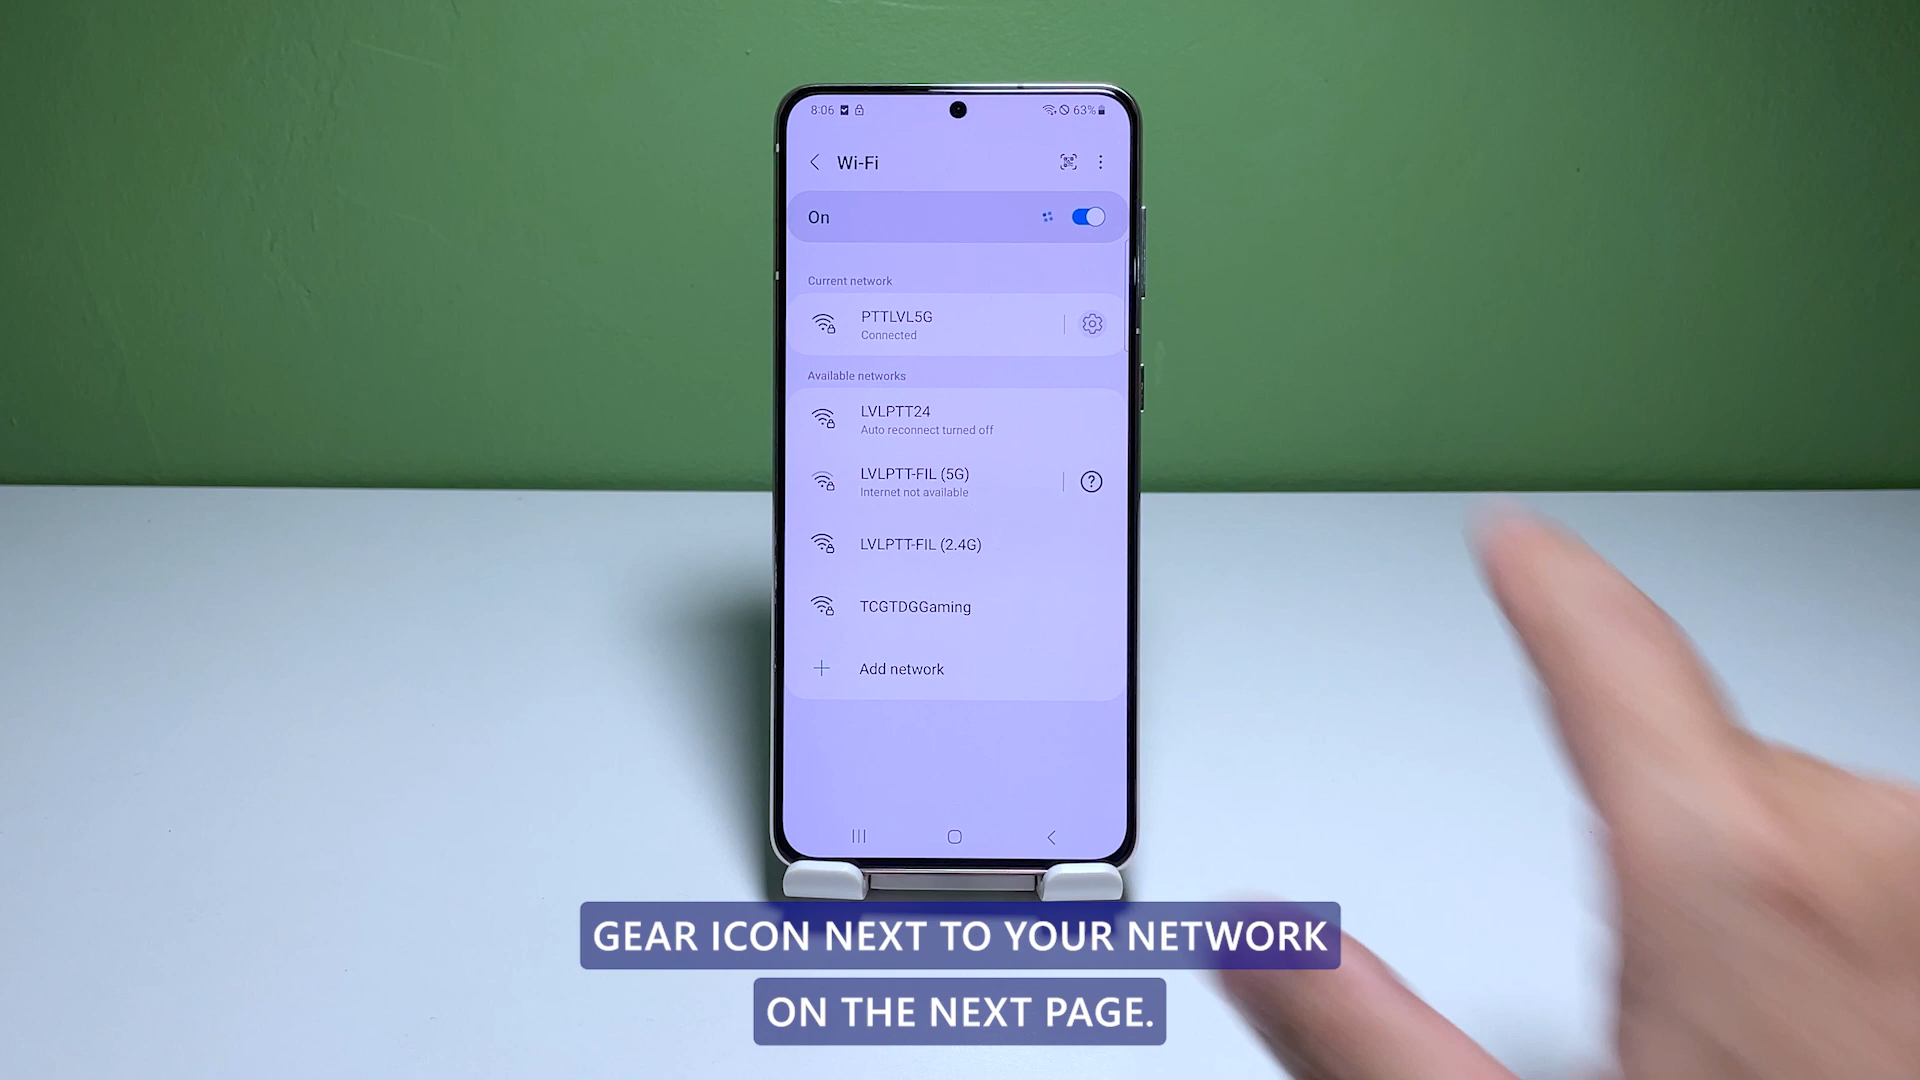 8:06
63%
Wi-Fi
On
Current network
PTTLVL5G
Connected
Available networks
LVLPTT24
Auto reconnect turned off
LVLPTT-FIL (5G)
Internet not available
?
LVLPTT-FIL (2.4G)
TCGTDGGaming
Add network
GEAR ICON NEXT TO YOUR NETWORK
ON THE NEXT PAGE.